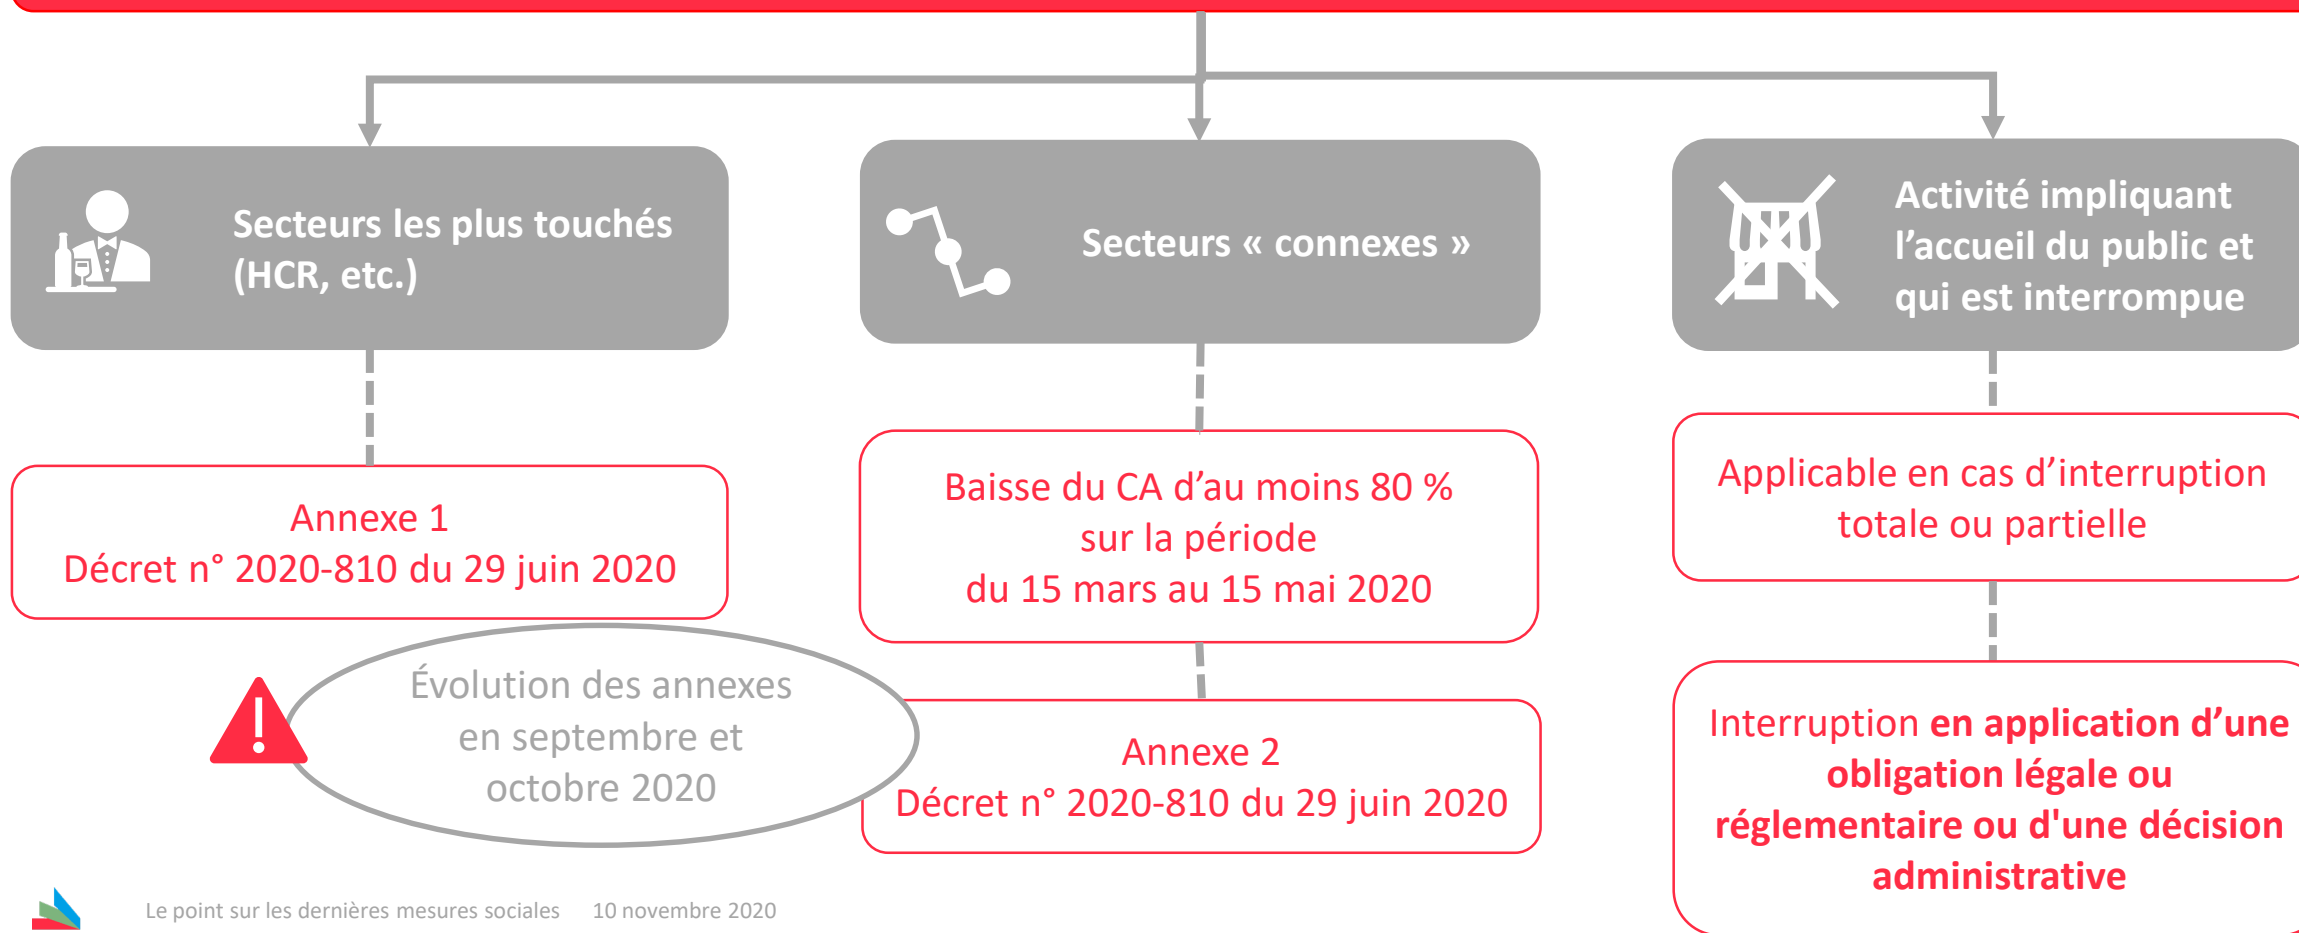 Secteurs les plus touchés
(HCR, etc.)
Annexe 1
Décret n° 2020-810 du 29 juin 2020
Évolution des annexes
en septembre et
octobre 2020
Secteurs « connexes »
Baisse du CA d’au moins 80 %
sur la période
du 15 mars au 15 mai 2020
Annexe 2
Décret n° 2020-810 du 29 juin 2020
Activité impliquant
l’accueil du public et
qui est interrompue
Applicable en cas d’interruption
totale ou partielle
Interruption en application d’une
obligation légale ou
réglementaire ou d'une décision
administrative
Le point sur les dernières mesures sociales 10 novembre 2020